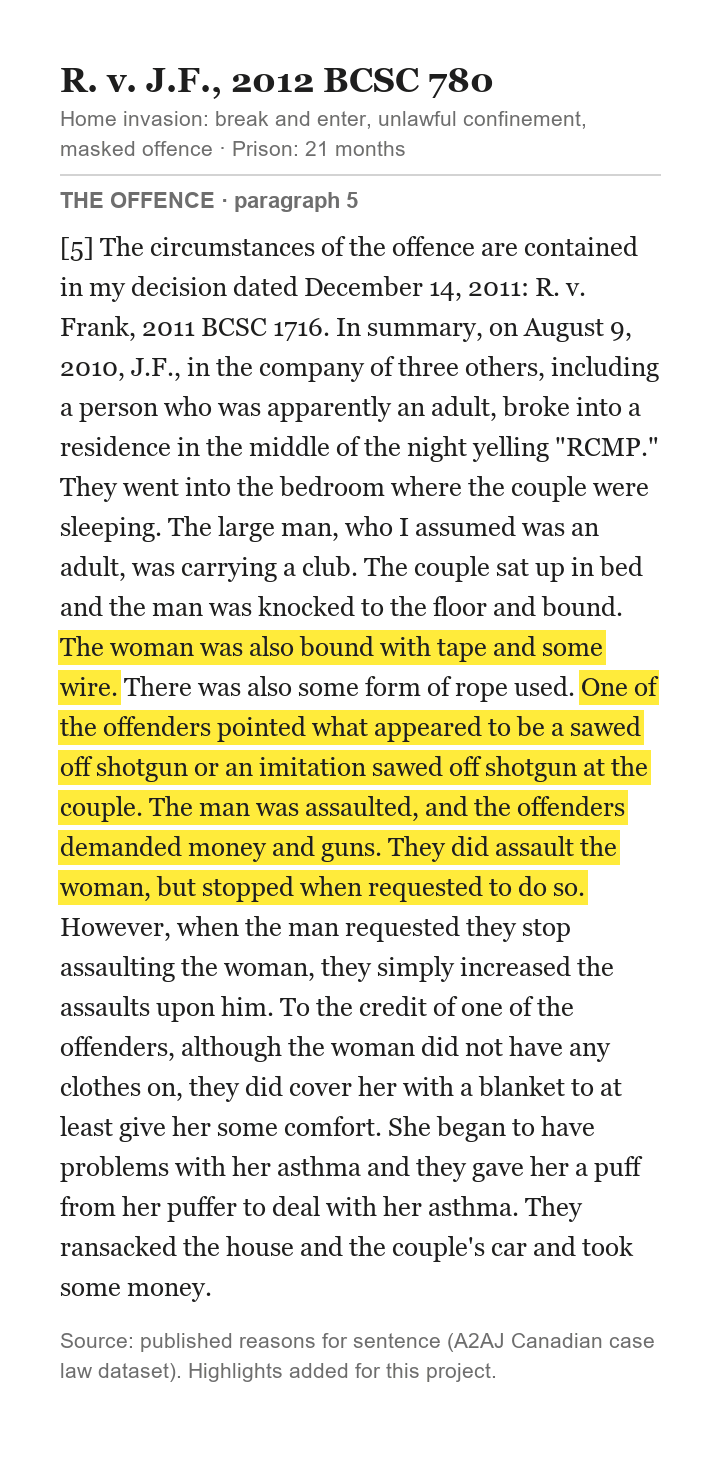 R. v. J.F., 2012 BCSC 780
Home invasion: break and enter, unlawful confinement,
masked offence · Prison: 21 months
THE OFFENCE · paragraph 5
[5] The circumstances of the offence are contained
in my decision dated December 14, 2011: R. v.
Frank, 2011 BCSC 1716. In summary, on August 9,
2010, J.F., in the company of three others, including
a person who was apparently an adult, broke into a
residence in the middle of the night yelling "RCMP."
They went into the bedroom where the couple were
sleeping. The large man, who I assumed was an
adult, was carrying a club. The couple sat up in bed
and the man was knocked to the floor and bound.
The woman was also bound with tape and some
wire. There was also some form of rope used. One of
the offenders pointed what appeared to be a sawed
off shotgun or an imitation sawed off shotgun at the
couple. The man was assaulted, and the offenders
demanded money and guns. They did assault the
woman, but stopped when requested to do so.
However, when the man requested they stop
assaulting the woman, they simply increased the
assaults upon him. To the credit of one of the
offenders, although the woman did not have any
clothes on, they did cover her with a blanket to at
least give her some comfort. She began to have
problems with her asthma and they gave her a puff
from her puffer to deal with her asthma. They
ransacked the house and the couple's car and took
some money.
Source: published reasons for sentence (A2AJ Canadian case
law dataset). Highlights added for this project.